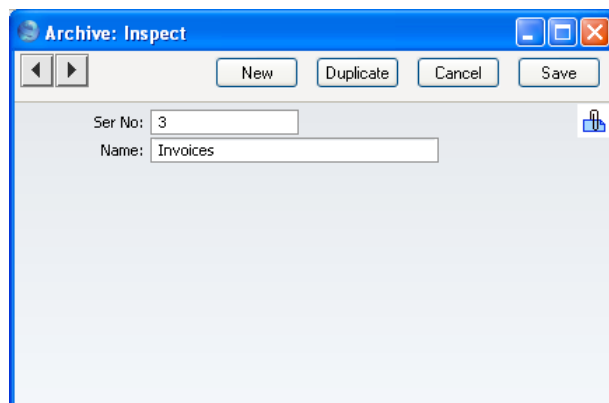 Archive: Inspect
New Duplicate Cancel Save
Ser No: 3
Name: Invoices